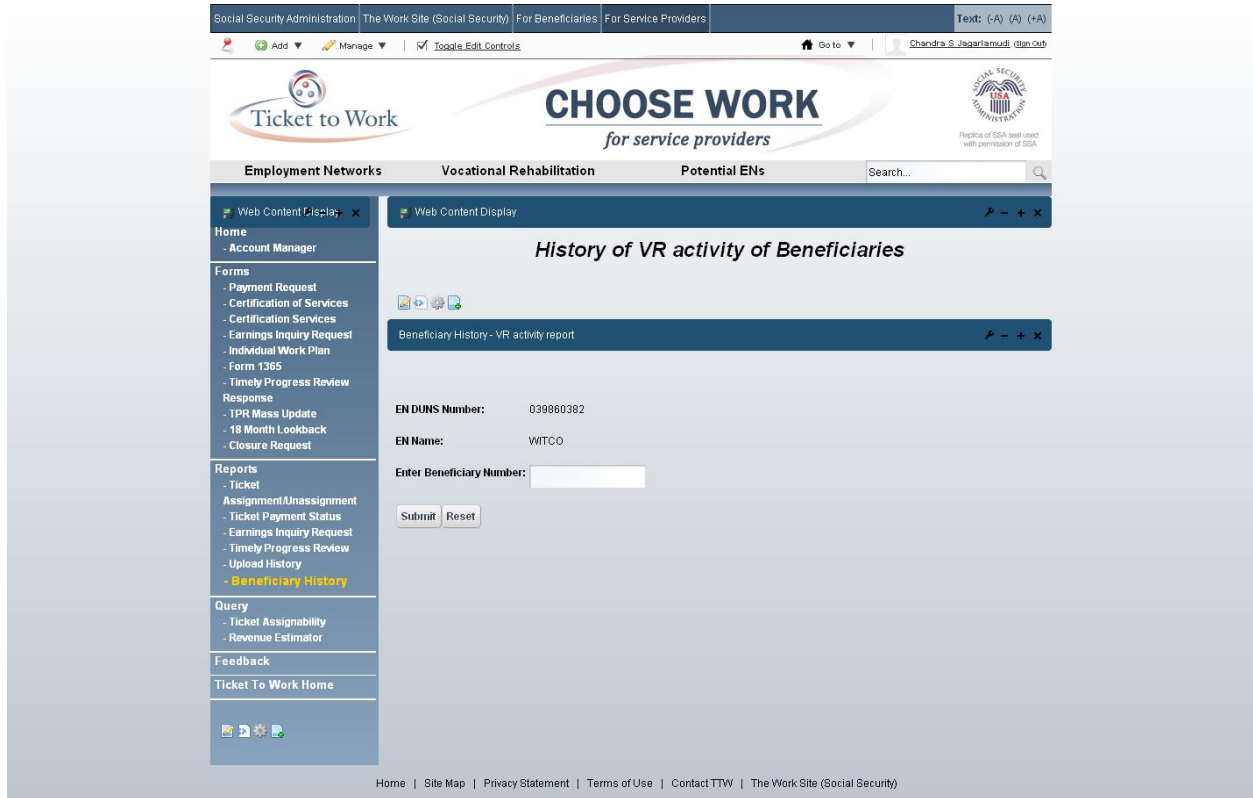 Social Security Administration The Work Site (Social Security) For Beneficiaries For Service Providers Text: (-A) (A) (+A)
Add ▼ Manage ▼ | Toggle Edit Controls Go to ▼ | Chandra S Jagarlamudi (Sign Out)
Ticket to Work
CHOOSE WORK
for service providers
SOCIAL SECURITY ADMINISTRATION
USA
Replica of SSA seal used
with permission of SSA
Employment Networks Vocational Rehabilitation Potential ENs Search...
Web Content Display
Home
- Account Manager
Forms
- Payment Request
- Certification of Services
- Certification Services
- Earnings Inquiry Request
- Individual Work Plan
- Form 1365
- Timely Progress Review
Response
- TPR Mass Update
- 18 Month Lookback
- Closure Request
Reports
- Ticket
Assignment/Unassignment
- Ticket Payment Status
- Earnings Inquiry Request
- Timely Progress Review
- Upload History
- Beneficiary History
Query
- Ticket Assignability
- Revenue Estimator
Feedback
Ticket To Work Home
Web Content Display
History of VR activity of Beneficiaries
Beneficiary History - VR activity report
EN DUNS Number: 039860382
EN Name: WITCO
Enter Beneficiary Number:
Submit Reset
Home | Site Map | Privacy Statement | Terms of Use | Contact TTW | The Work Site (Social Security)